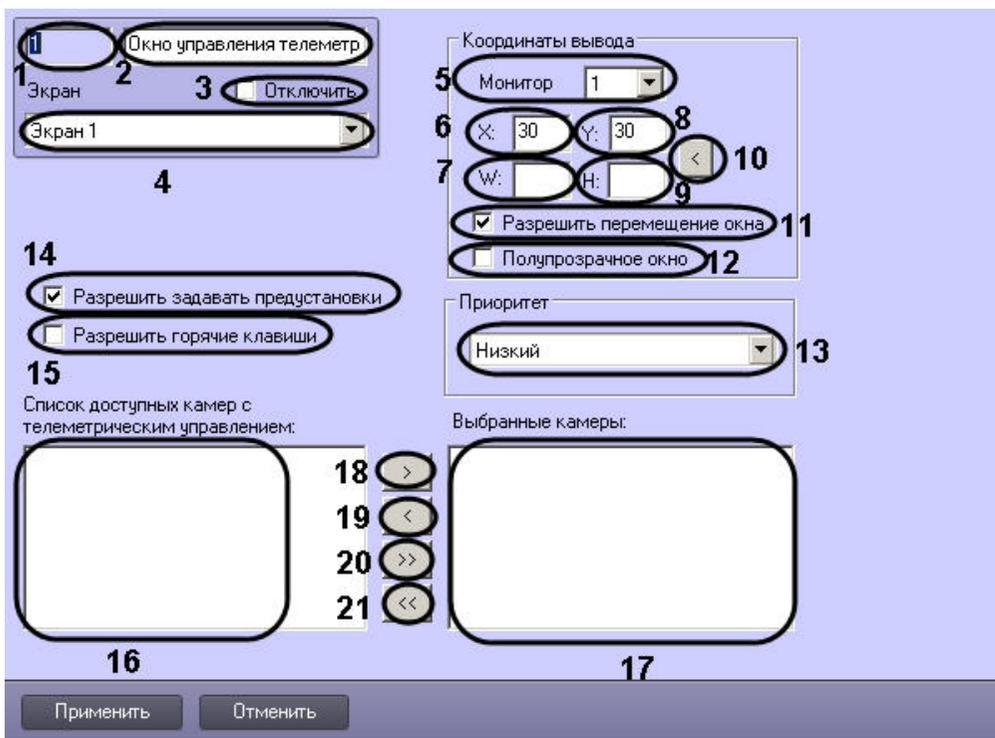 1
Окно управления телеметр
1
2
Экран
3
Отключить
Экран 1
4
Координаты вывода
5
Монитор
1
6
X:
30
Y:
30
8
7
W:
H:
9
<
10
Разрешить перемещение окна
11
Полупрозрачное окно
12
14
Разрешить задавать предустановки
Разрешить горячие клавиши
15
Приоритет
Низкий
13
Список доступных камер с
телеметрическим управлением:
Выбранные камеры:
18
>
19
<
20
>>
21
<<
16
17
Применить
Отменить